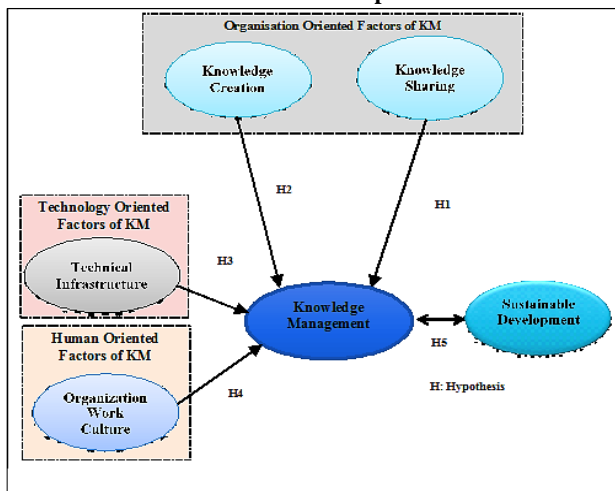 Organisation Oriented Factors of KM
Knowledge
Creation
Knowledge
Sharing
H2
H1
Technology Oriented
Factors of KM
Technical
Infrastructure
H3
Knowledge
Management
Sustainable
Development
H5
Human Oriented
Factors of KM
Organization
Work
Culture
H4
H: Hypothesis